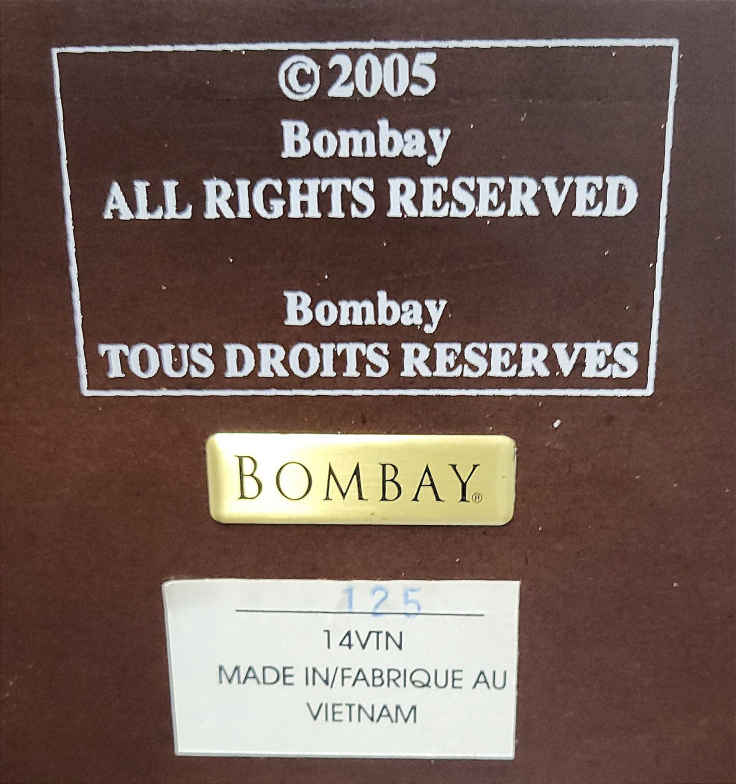 © 2005
Bombay
ALL RIGHTS RESERVED
Bombay
TOUS DROITS RESERVES
BOMBAY®
125
14VTN
MADE IN/FABRIQUE AU
VIETNAM